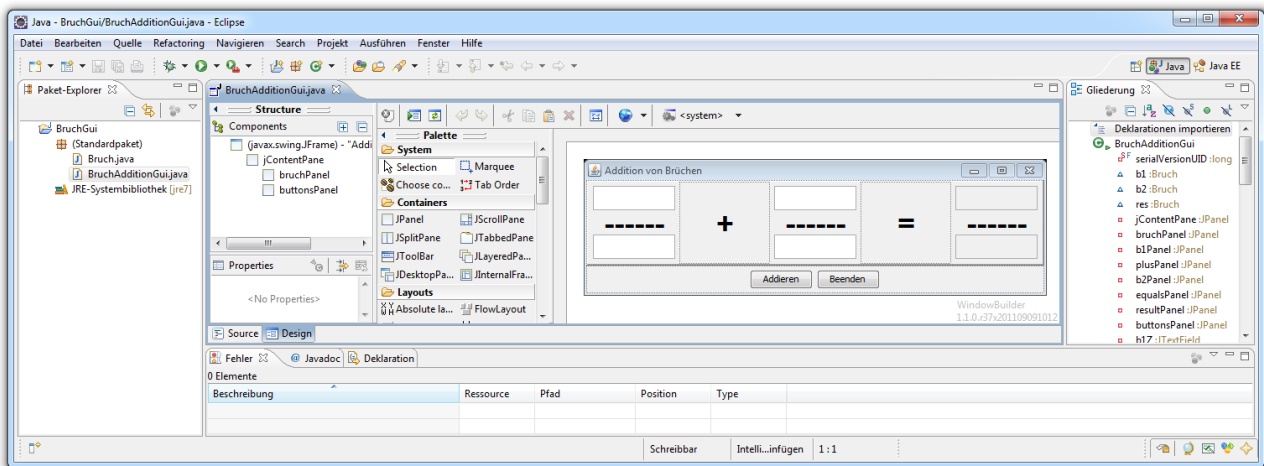 Java - BruchGui/BruchAdditionGui.java - Eclipse
Datei Bearbeiten Quelle Refactoring Navigieren Search Projekt Ausführen Fenster Hilfe
Java Java EE
Paket-Explorer
BruchGui
(Standardpaket)
Bruch.java
BruchAdditionGui.java
JRE-Systembibliothek [jre7]
BruchAdditionGui.java
Structure
Components
(javax.swing.JFrame) - "Addi
jContentPane
bruchPanel
buttonsPanel
Properties
<No Properties>
<system>
Palette
System
Selection Marquee
Choose co... Tab Order
Containers
JPanel JScrollPane
JSplitPane JTabbedPane
JToolBar JLayeredPa...
JDesktopPa... JInternalFra...
Layouts
Absolute la... FlowLayout
Addition von Brüchen
------ + ------ = ------
Addieren Beenden
WindowBuilder
1.1.0.r37x201109091012
Source Design
Gliederung
Deklarationen importieren
BruchAdditionGui
serialVersionUID : long
b1 : Bruch
b2 : Bruch
res : Bruch
jContentPane : JPanel
bruchPanel : JPanel
b1Panel : JPanel
plusPanel : JPanel
b2Panel : JPanel
equalsPanel : JPanel
resultPanel : JPanel
buttonsPanel : JPanel
b1Z : JTextField
Fehler Javadoc Deklaration
0 Elemente
Beschreibung Ressource Pfad Position Type
Schreibbar Intelli...infügen 1 : 1